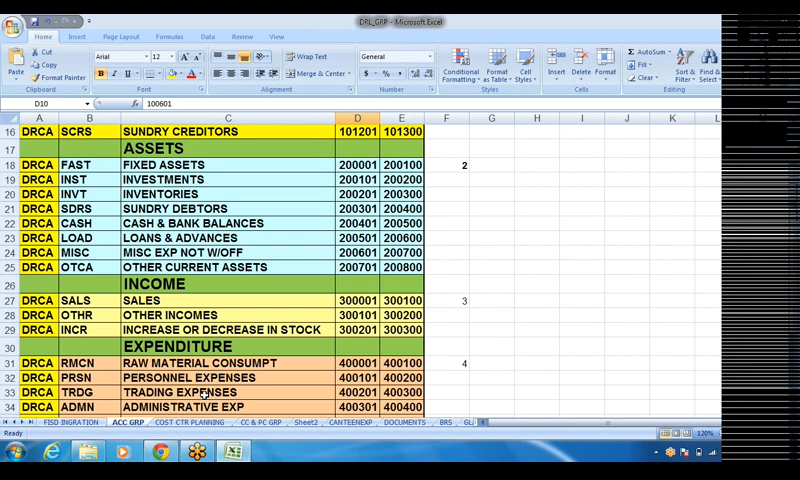 DRL_GRP - Microsoft Excel
Home Insert Page Layout Formulas Data Review View
Cut
Copy
Format Painter
Paste
Clipboard
Arial 12
B I U
Font
Wrap Text
Merge & Center
Alignment
General
$ % ,
Number
Conditional Formatting
Format as Table
Cell Styles
Styles
Insert Delete Format
Cells
AutoSum
Fill
Clear
Sort & Filter
Find &
Editing
D10 100601
A B C D E F G H I J K L
16 DRCA SCRS SUNDRY CREDITORS 101201 101300
17 ASSETS
18 DRCA FAST FIXED ASSETS 200001 200100 2
19 DRCA INST INVESTMENTS 200101 200200
20 DRCA INVT INVENTORIES 200201 200300
21 DRCA SDRS SUNDRY DEBTORS 200301 200400
22 DRCA CASH CASH & BANK BALANCES 200401 200500
23 DRCA LOAD LOANS & ADVANCES 200501 200600
24 DRCA MISC MISC EXP NOT W/OFF 200601 200700
25 DRCA OTCA OTHER CURRENT ASSETS 200701 200800
26 INCOME
27 DRCA SALS SALES 300001 300100 3
28 DRCA OTHR OTHER INCOMES 300101 300200
29 DRCA INCR INCREASE OR DECREASE IN STOCK 300201 300300
30 EXPENDITURE
31 DRCA RMCN RAW MATERIAL CONSUMPT 400001 400100 4
32 DRCA PRSN PERSONNEL EXPENSES 400101 400200
33 DRCA TRDG TRADING EXPENSES 400201 400300
34 DRCA ADMN ADMINISTRATIVE EXP 400301 400400
FISD INGRATION ACC GRP COST CTR PLANNING CC & PC GRP Sheet2 CANTEENEXP DOCUMENTS BRS GL
Ready 120%